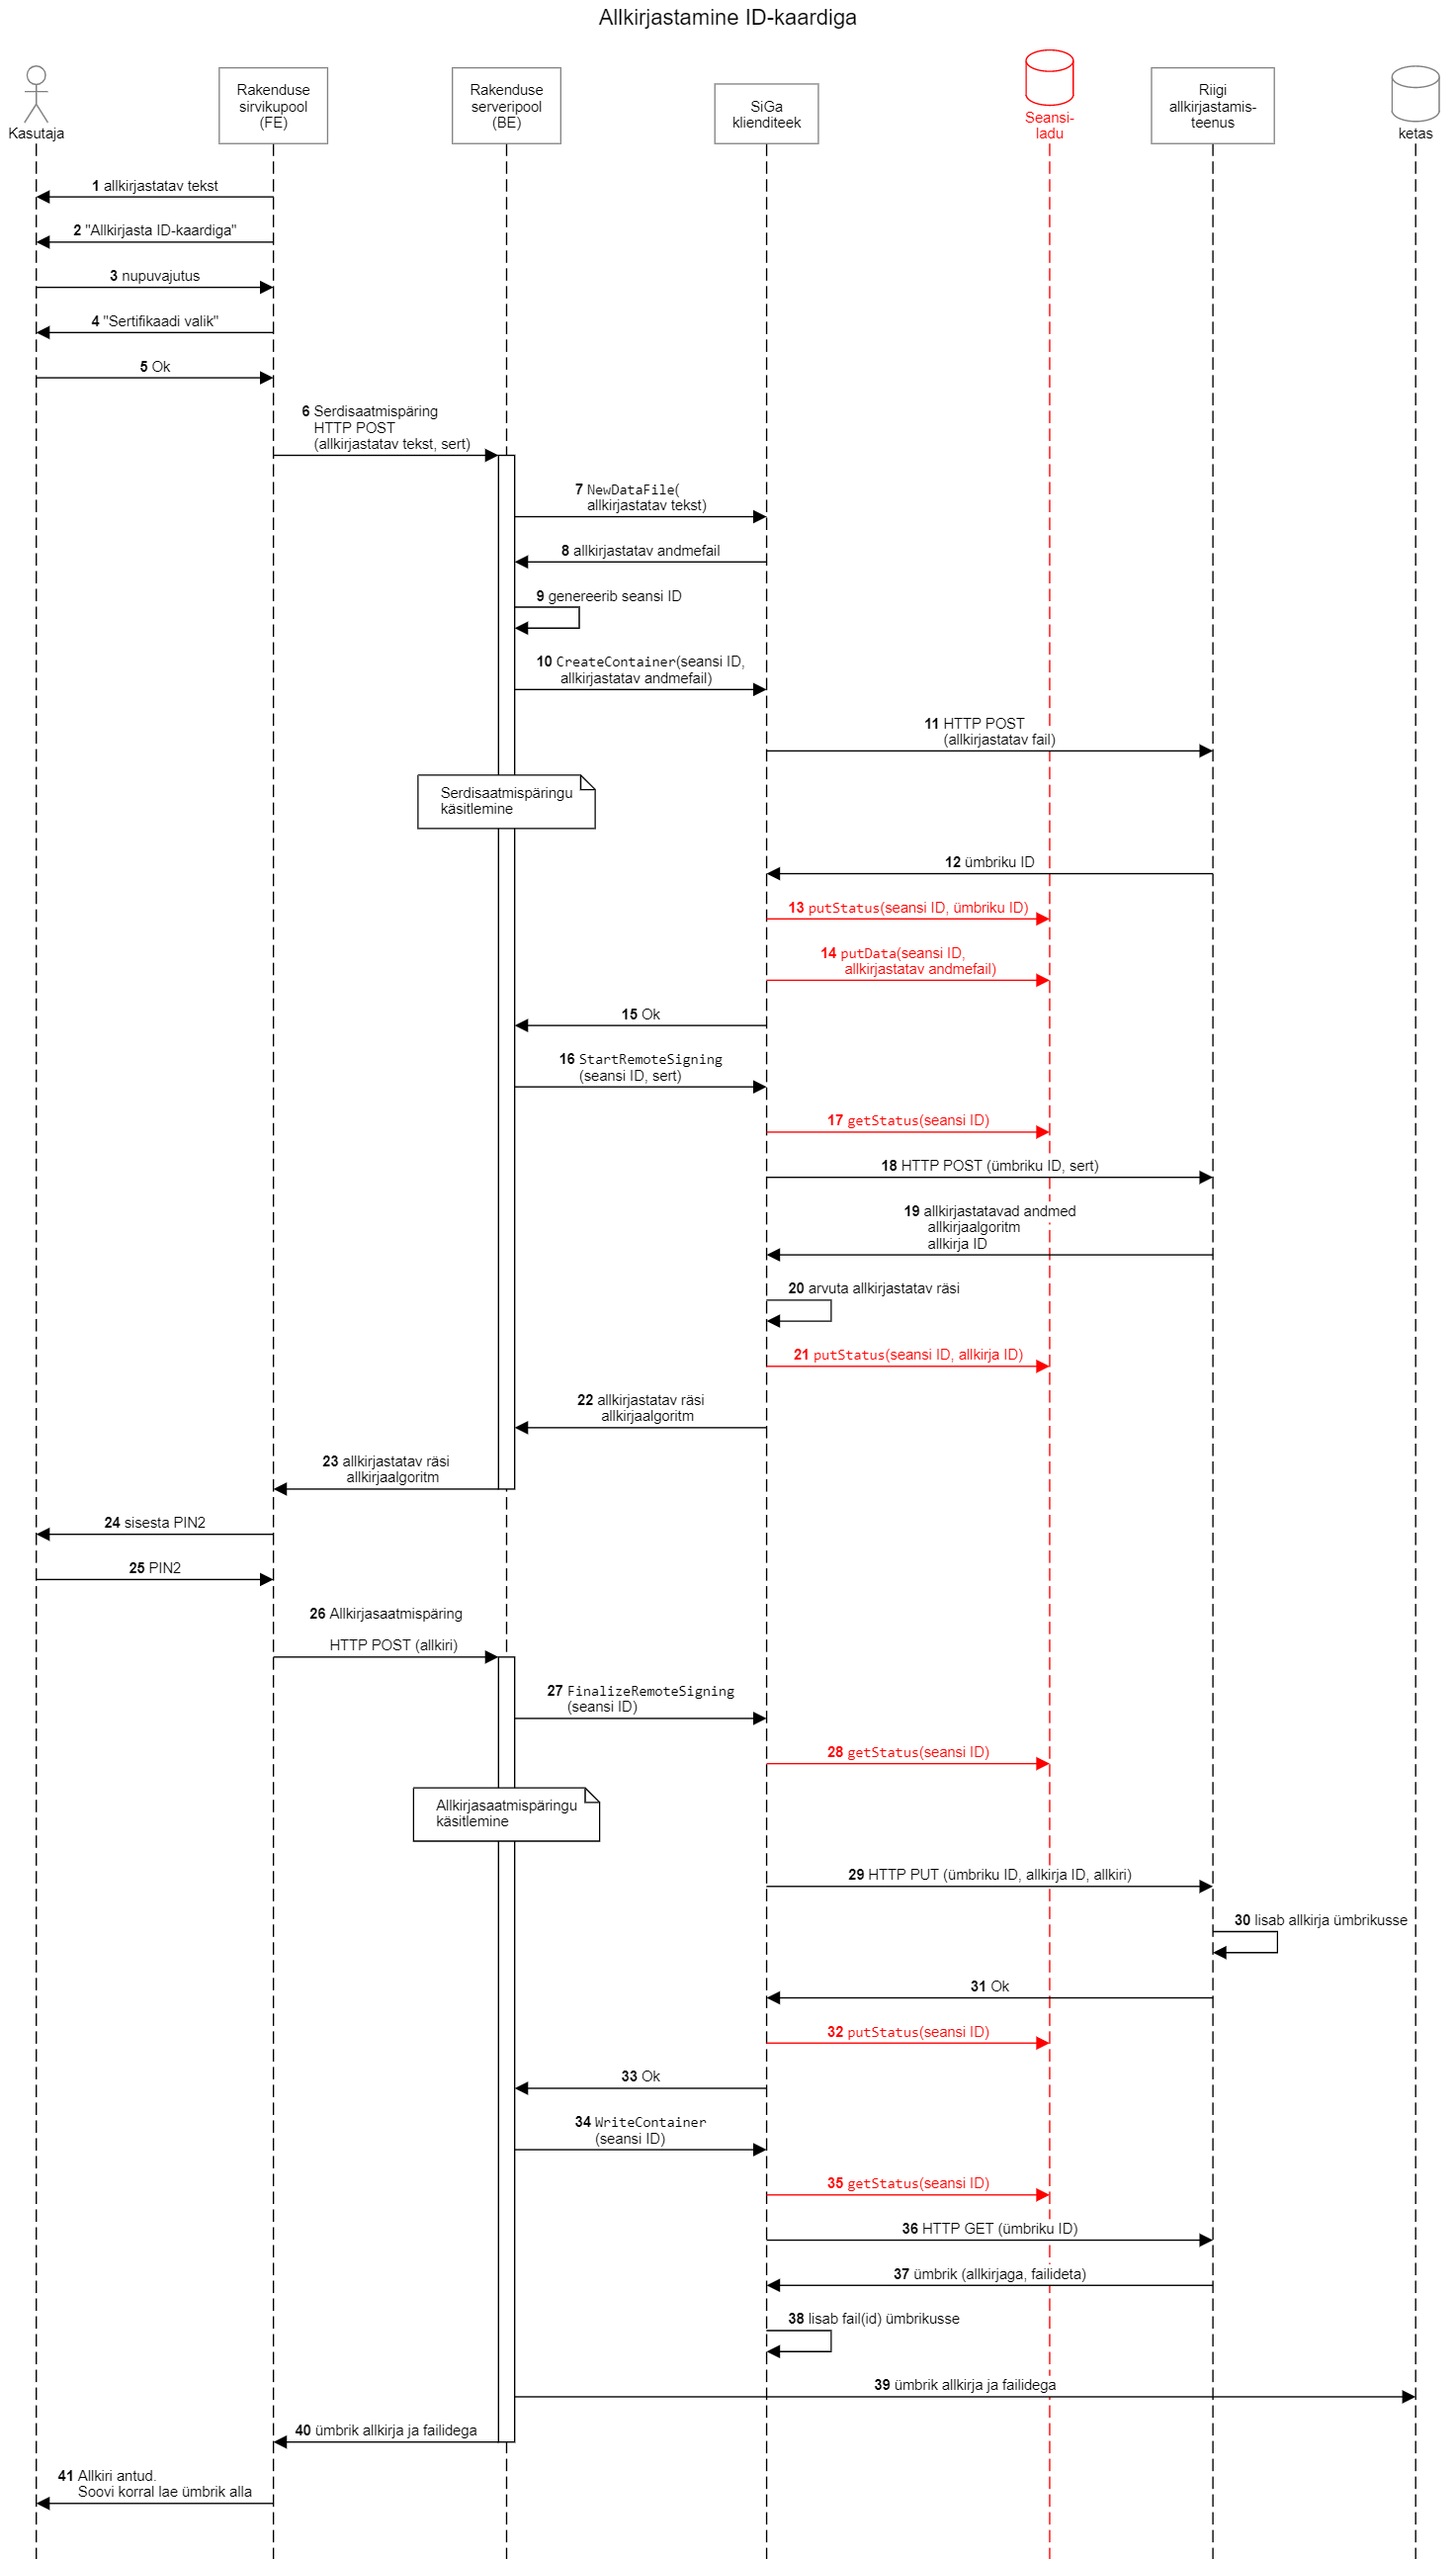 Allkirjastamine ID-kaardiga
Kasutaja
Rakenduse
sirvikupool
(FE)
Rakenduse
serveripool
(BE)
SiGa
klienditeek
Seansi-
ladu
Riigi
allkirjastamis-
teenus
ketas
1 allkirjastatav tekst
2 "Allkirjasta ID-kaardiga"
3 nupuvajutus
4 "Sertifikaadi valik"
5 Ok
6 Serdisaatmispäring
HTTP POST
(allkirjastatav tekst, sert)
7 NewDataFile(
allkirjastatav tekst)
8 allkirjastatav andmefail
9 genereerib seansi ID
10 CreateContainer(seansi ID,
allkirjastatav andmefail)
11 HTTP POST
(allkirjastatav fail)
Serdisaatmispäringu
käsitlemine
12 ümbriku ID
13 putStatus(seansi ID, ümbriku ID)
14 putData(seansi ID,
allkirjastatav andmefail)
15 Ok
16 StartRemoteSigning
(seansi ID, sert)
17 getStatus(seansi ID)
18 HTTP POST (ümbriku ID, sert)
19 allkirjastatavad andmed
allkirjaalgoritm
allkirja ID
20 arvuta allkirjastatav räsi
21 putStatus(seansi ID, allkirja ID)
22 allkirjastatav räsi
allkirjaalgoritm
23 allkirjastatav räsi
allkirjaalgoritm
24 sisesta PIN2
25 PIN2
26 Allkirjasaatmispäring
HTTP POST (allkiri)
27 FinalizeRemoteSigning
(seansi ID)
28 getStatus(seansi ID)
Allkirjasaatmispäringu
käsitlemine
29 HTTP PUT (ümbriku ID, allkirja ID, allkiri)
30 lisab allkirja ümbrikusse
31 Ok
32 putStatus(seansi ID)
33 Ok
34 WriteContainer
(seansi ID)
35 getStatus(seansi ID)
36 HTTP GET (ümbriku ID)
37 ümbrik (allkirjaga, failideta)
38 lisab fail(id) ümbrikusse
39 ümbrik allkirja ja failidega
40 ümbrik allkirja ja failidega
41 Allkiri antud.
Soovi korral lae ümbrik alla